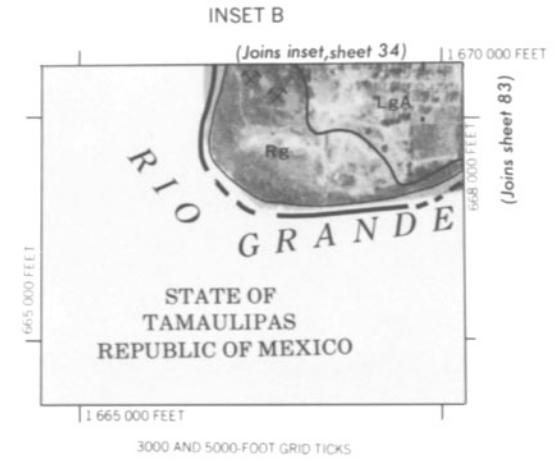 INSET B
(Joins inset, sheet 34)
1 670 000 FEET
LgA
Rg
668 000 FEET
(Joins sheet 83)
RIO
GRANDE
665 000 FEET
STATE OF
TAMAULIPAS
REPUBLIC OF MEXICO
1 665 000 FEET
3000 AND 5000-FOOT GRID TICKS